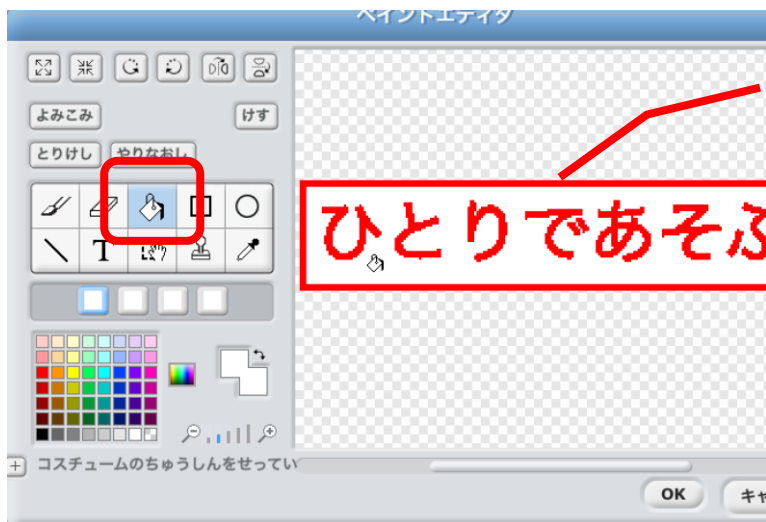 ペイントエディタ
よみこみ けす
とりけし やりなおし
T
ひとりであそぶ
コスチュームのちゅうしんをせってい
OK キャ